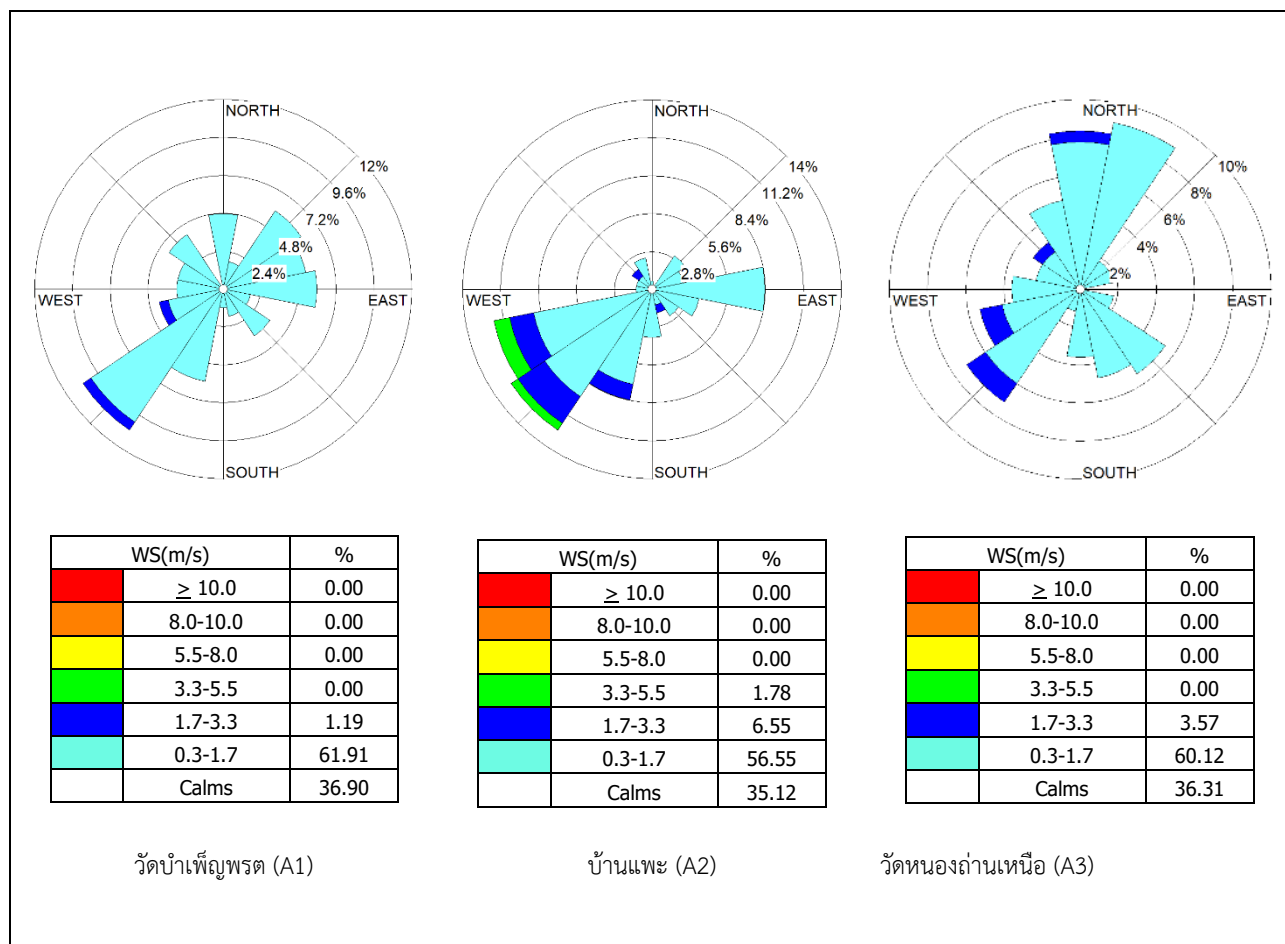 NORTH
12%
9.6%
7.2%
4.8%
2.4%
WEST
EAST
SOUTH
NORTH
14%
11.2%
8.4%
5.6%
2.8%
WEST
EAST
SOUTH
NORTH
10%
8%
6%
4%
2%
WEST
EAST
SOUTH
WS(m/s) %
≥ 10.0 0.00
8.0-10.0 0.00
5.5-8.0 0.00
3.3-5.5 0.00
1.7-3.3 1.19
0.3-1.7 61.91
Calms 36.90
WS(m/s) %
≥ 10.0 0.00
8.0-10.0 0.00
5.5-8.0 0.00
3.3-5.5 1.78
1.7-3.3 6.55
0.3-1.7 56.55
Calms 35.12
WS(m/s) %
≥ 10.0 0.00
8.0-10.0 0.00
5.5-8.0 0.00
3.3-5.5 0.00
1.7-3.3 3.57
0.3-1.7 60.12
Calms 36.31
วัดบำเพ็ญพรต (A1)
บ้านแพะ (A2)
วัดหนองถ่านเหนือ (A3)